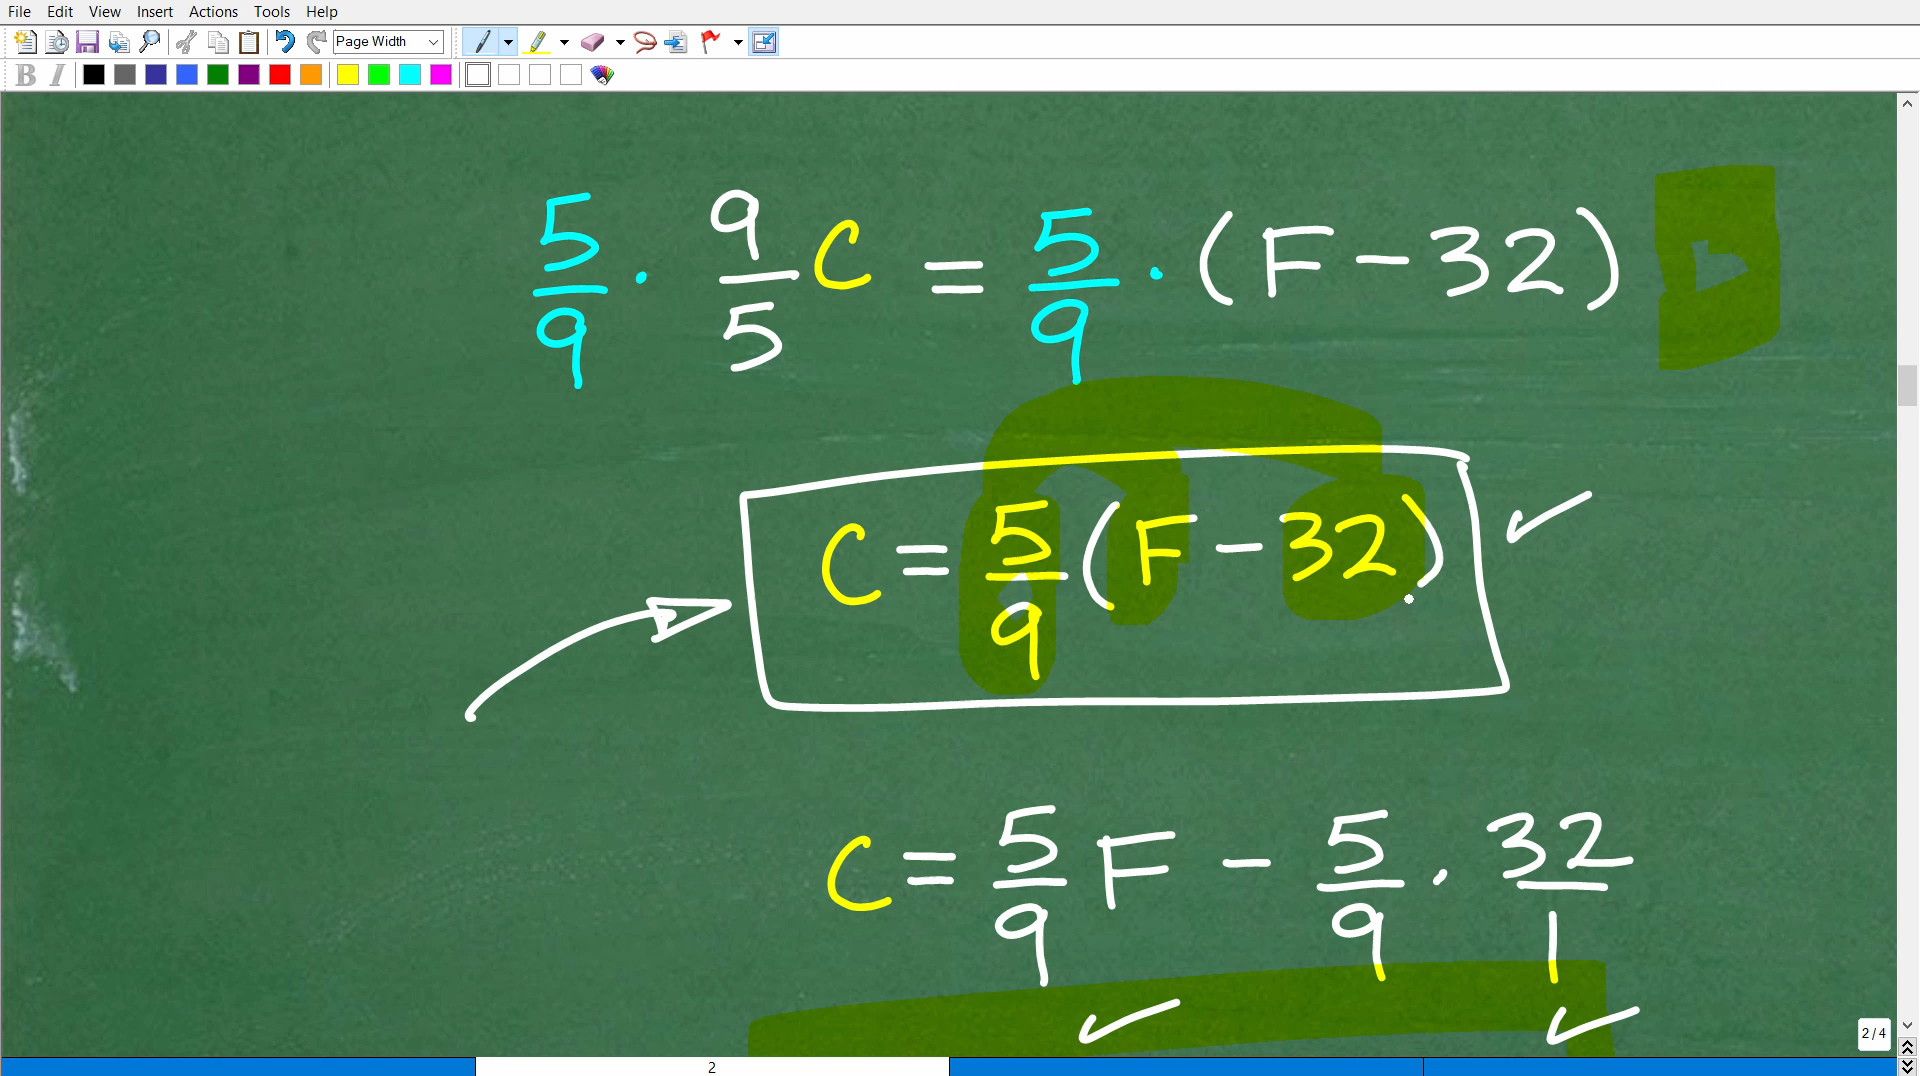 File Edit View Insert Actions Tools Help
Page Width
B I
5/9 · 9/5 C = 5/9 · (F - 32)
C = 5/9 (F - 32)
C = 5/9 F - 5/9 · 32/1
2/4
2